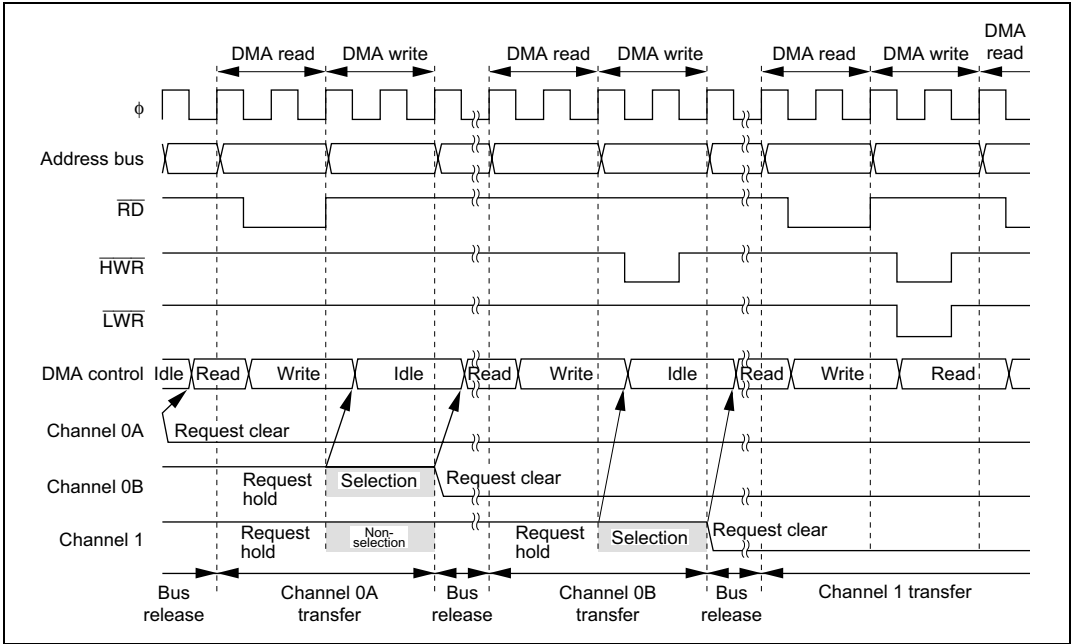 DMA
read
DMA read DMA write DMA read DMA write DMA read DMA write
ϕ
Address bus
RD
HWR
LWR
DMA control Idle Read Write Idle Read Write Idle Read Write Read
Channel 0A Request clear
Channel 0B Request hold Selection Request clear
Channel 1 Request hold Non-selection Request hold Selection Request clear
Bus release Channel 0A transfer Bus release Channel 0B transfer Bus release Channel 1 transfer